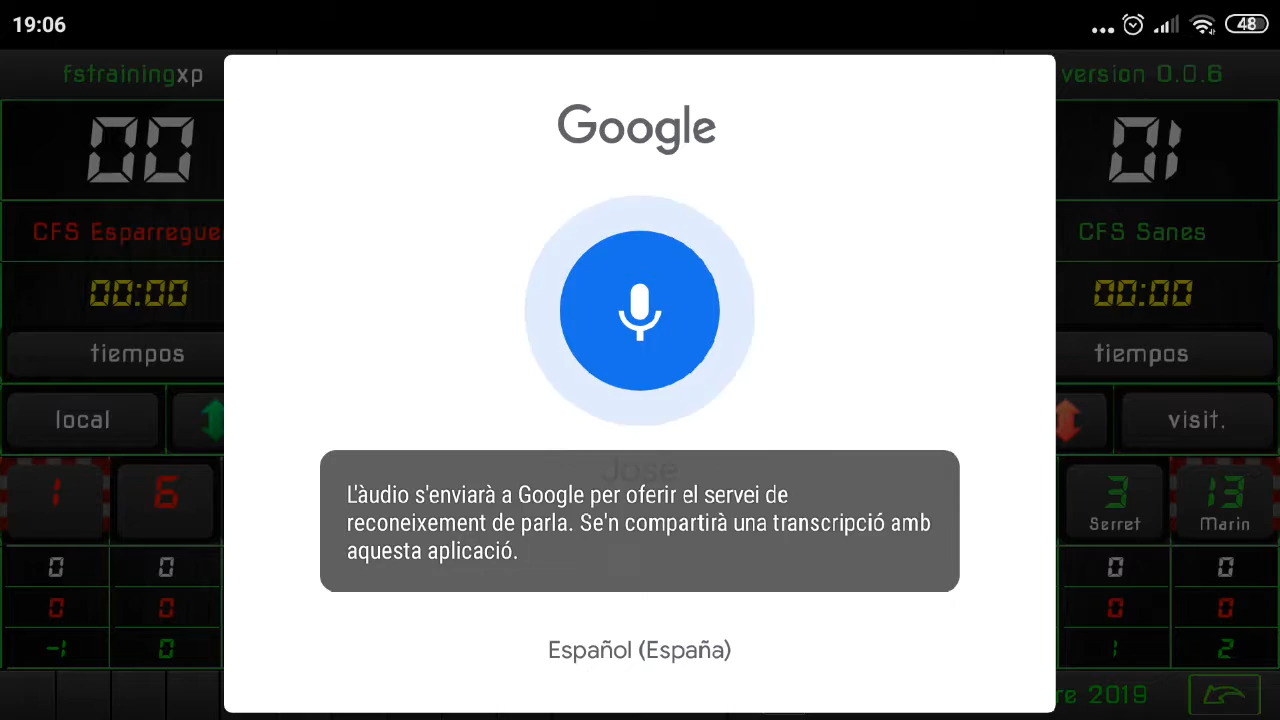 19:06
48
fstrainingxp
version 0.0.6
Google
00
01
CFS Esparregue
CFS Sanes
00:00
00:00
tiempos
tiempos
local
visit.
Jose
L'àudio s'enviarà a Google per oferir el servei de
reconeixement de parla. Se'n compartirà una transcripció amb
aquesta aplicació.
1 6
3 13
Serret Marin
0 0
0 0
0 0
0 0
-1 0
1 2
Español (España)
re 2019